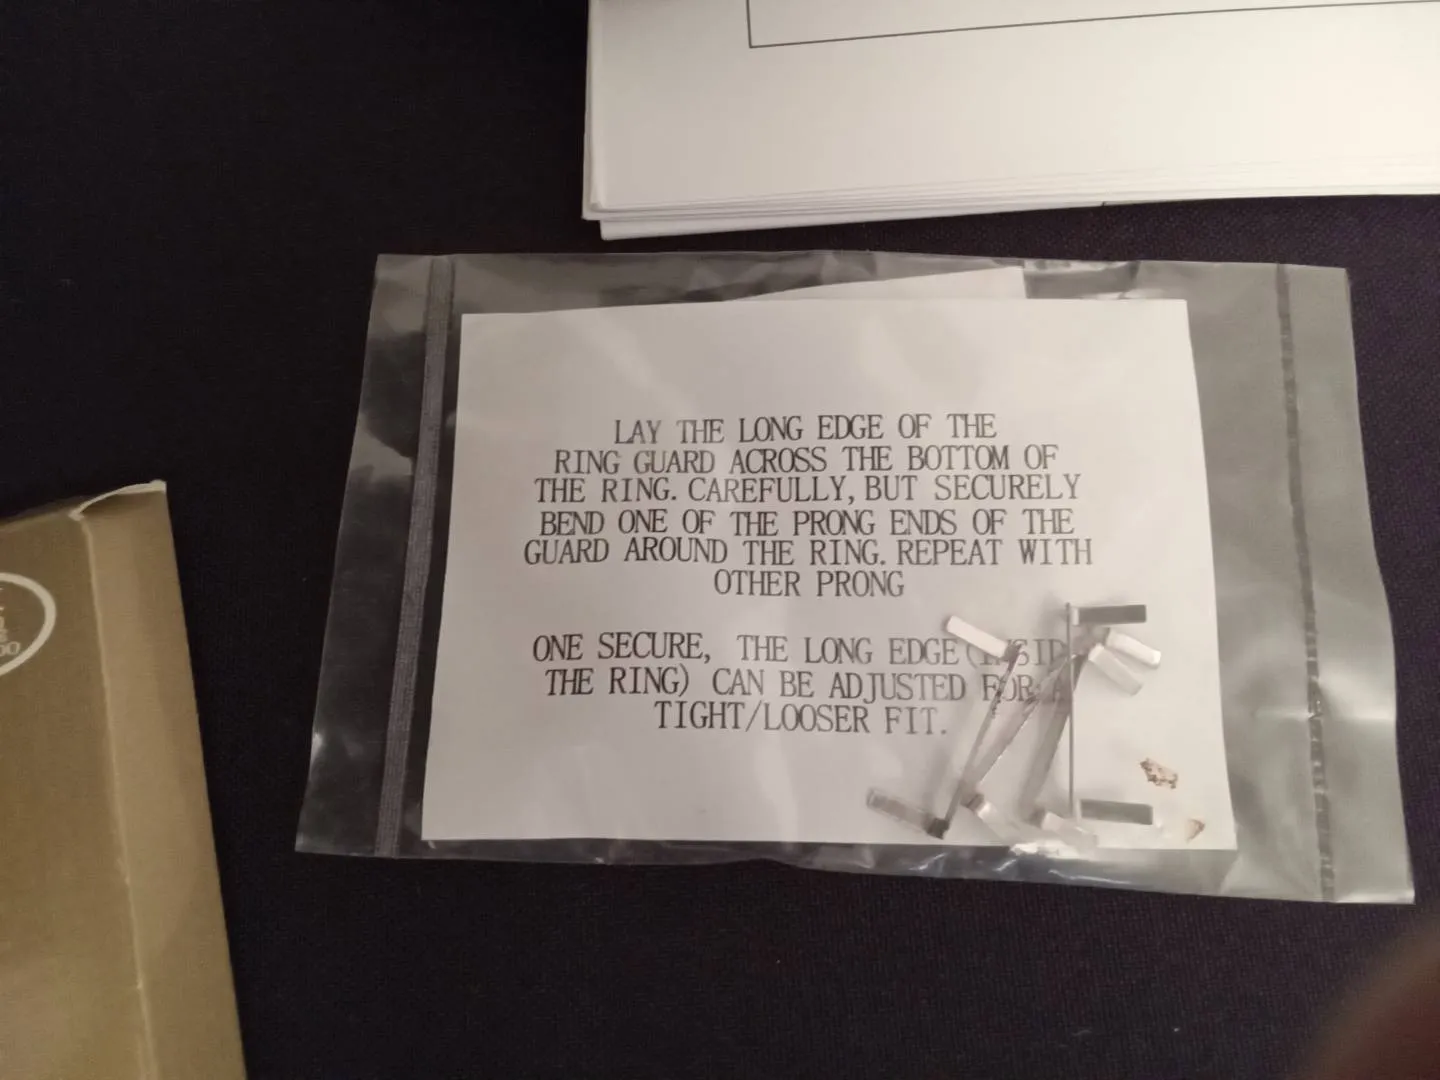 LAY THE LONG EDGE OF THE
RING GUARD ACROSS THE BOTTOM OF
THE RING. CAREFULLY, BUT SECURELY
BEND ONE OF THE PRONG ENDS OF THE
GUARD AROUND THE RING. REPEAT WITH
OTHER PRONG
ONE SECURE, THE LONG EDGE (INSIDE
THE RING) CAN BE ADJUSTED FOR A
TIGHT/LOOSER FIT.